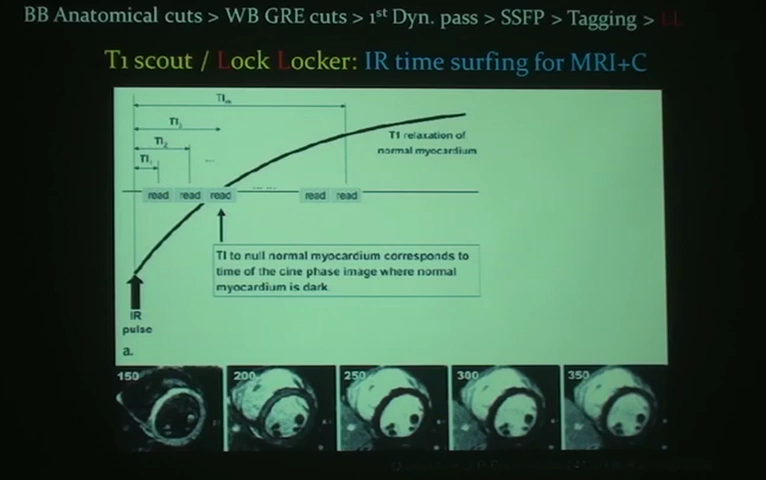 BB Anatomical cuts > WB GRE cuts > 1st Dyn. pass > SSFP > Tagging > LL
T1 scout / Lock Locker: IR time surfing for MRI+C
TI∞
TI3
TI2
TI1
...
T1 relaxation of
normal myocardium
read read read ... ... read read
TI to null normal myocardium corresponds to
time of the cine phase image where normal
myocardium is dark.
IR
pulse
a.
150 200 250 300 350